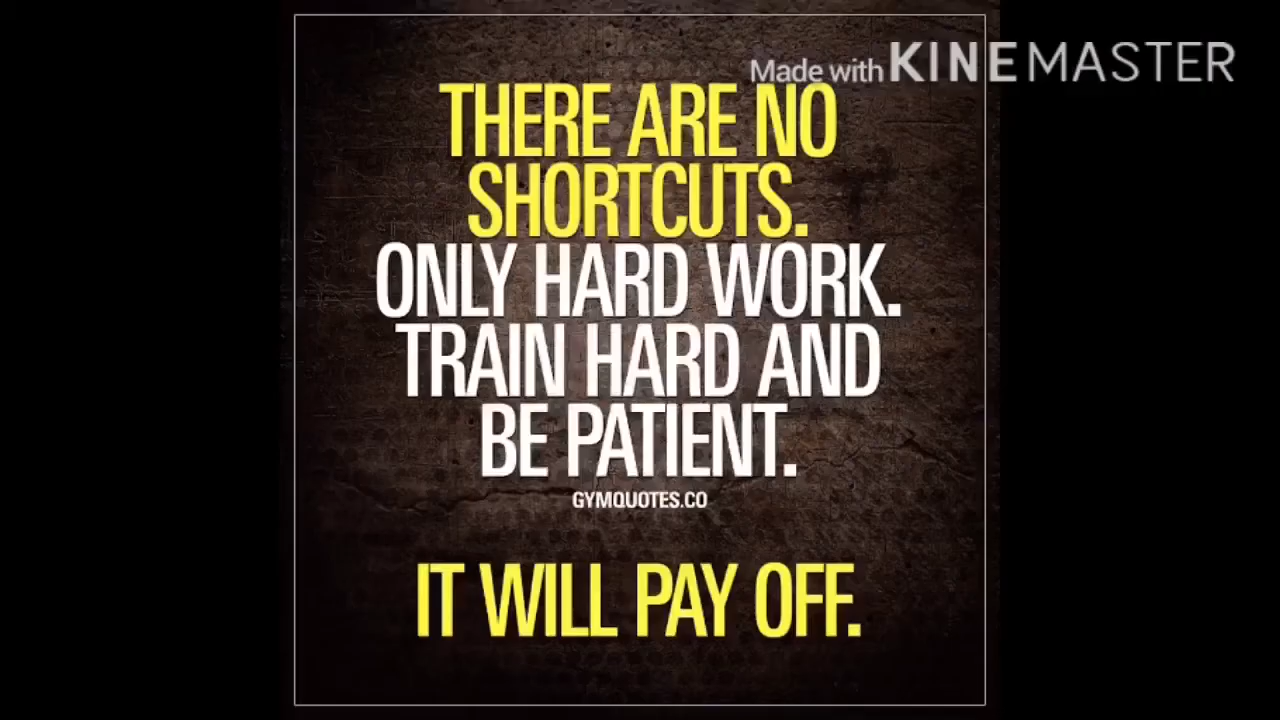 Made with KINEMASTER
THERE ARE NO
SHORTCUTS.
ONLY HARD WORK.
TRAIN HARD AND
BE PATIENT.
GYMQUOTES.CO
IT WILL PAY OFF.